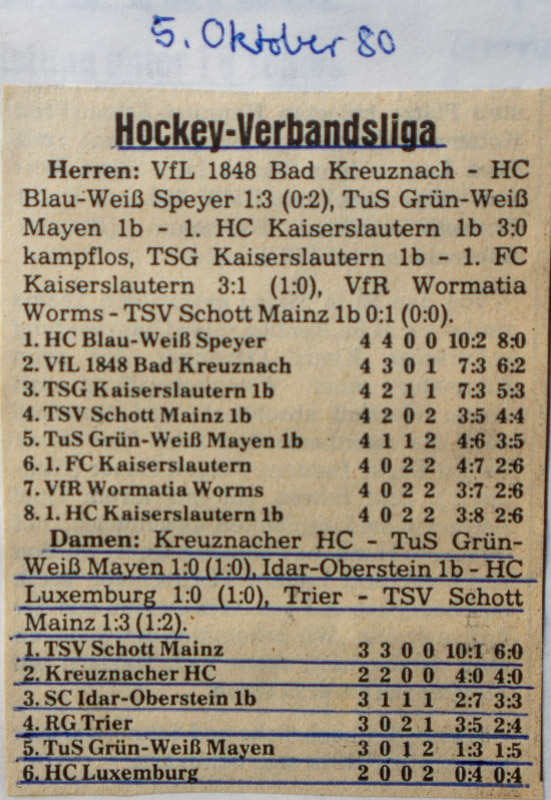 5. Oktober 80
Hockey-Verbandsliga
Herren: VfL 1848 Bad Kreuznach - HC
Blau-Weiß Speyer 1:3 (0:2), TuS Grün-Weiß
Mayen 1b - 1. HC Kaiserslautern 1b 3:0
kampflos, TSG Kaiserslautern 1b - 1. FC
Kaiserslautern 3:1 (1:0), VfR Wormatia
Worms - TSV Schott Mainz 1b 0:1 (0:0).
1. HC Blau-Weiß Speyer 4 4 0 0 10:2 8:0
2. VfL 1848 Bad Kreuznach 4 3 0 1 7:3 6:2
3. TSG Kaiserslautern 1b 4 2 1 1 7:3 5:3
4. TSV Schott Mainz 1b 4 2 0 2 3:5 4:4
5. TuS Grün-Weiß Mayen 1b 4 1 1 2 4:6 3:5
6. 1. FC Kaiserslautern 4 0 2 2 4:7 2:6
7. VfR Wormatia Worms 4 0 2 2 3:7 2:6
8. 1. HC Kaiserslautern 1b 4 0 2 2 3:8 2:6
Damen: Kreuznacher HC - TuS Grün-
Weiß Mayen 1:0 (1:0), Idar-Oberstein 1b - HC
Luxemburg 1:0 (1:0), Trier - TSV Schott
Mainz 1:3 (1:2).
1. TSV Schott Mainz 3 3 0 0 10:1 6:0
2. Kreuznacher HC 2 2 0 0 4:0 4:0
3. SC Idar-Oberstein 1b 3 1 1 1 2:7 3:3
4. RG Trier 3 0 2 1 3:5 2:4
5. TuS Grün-Weiß Mayen 3 0 1 2 1:3 1:5
6. HC Luxemburg 2 0 0 2 0:4 0:4